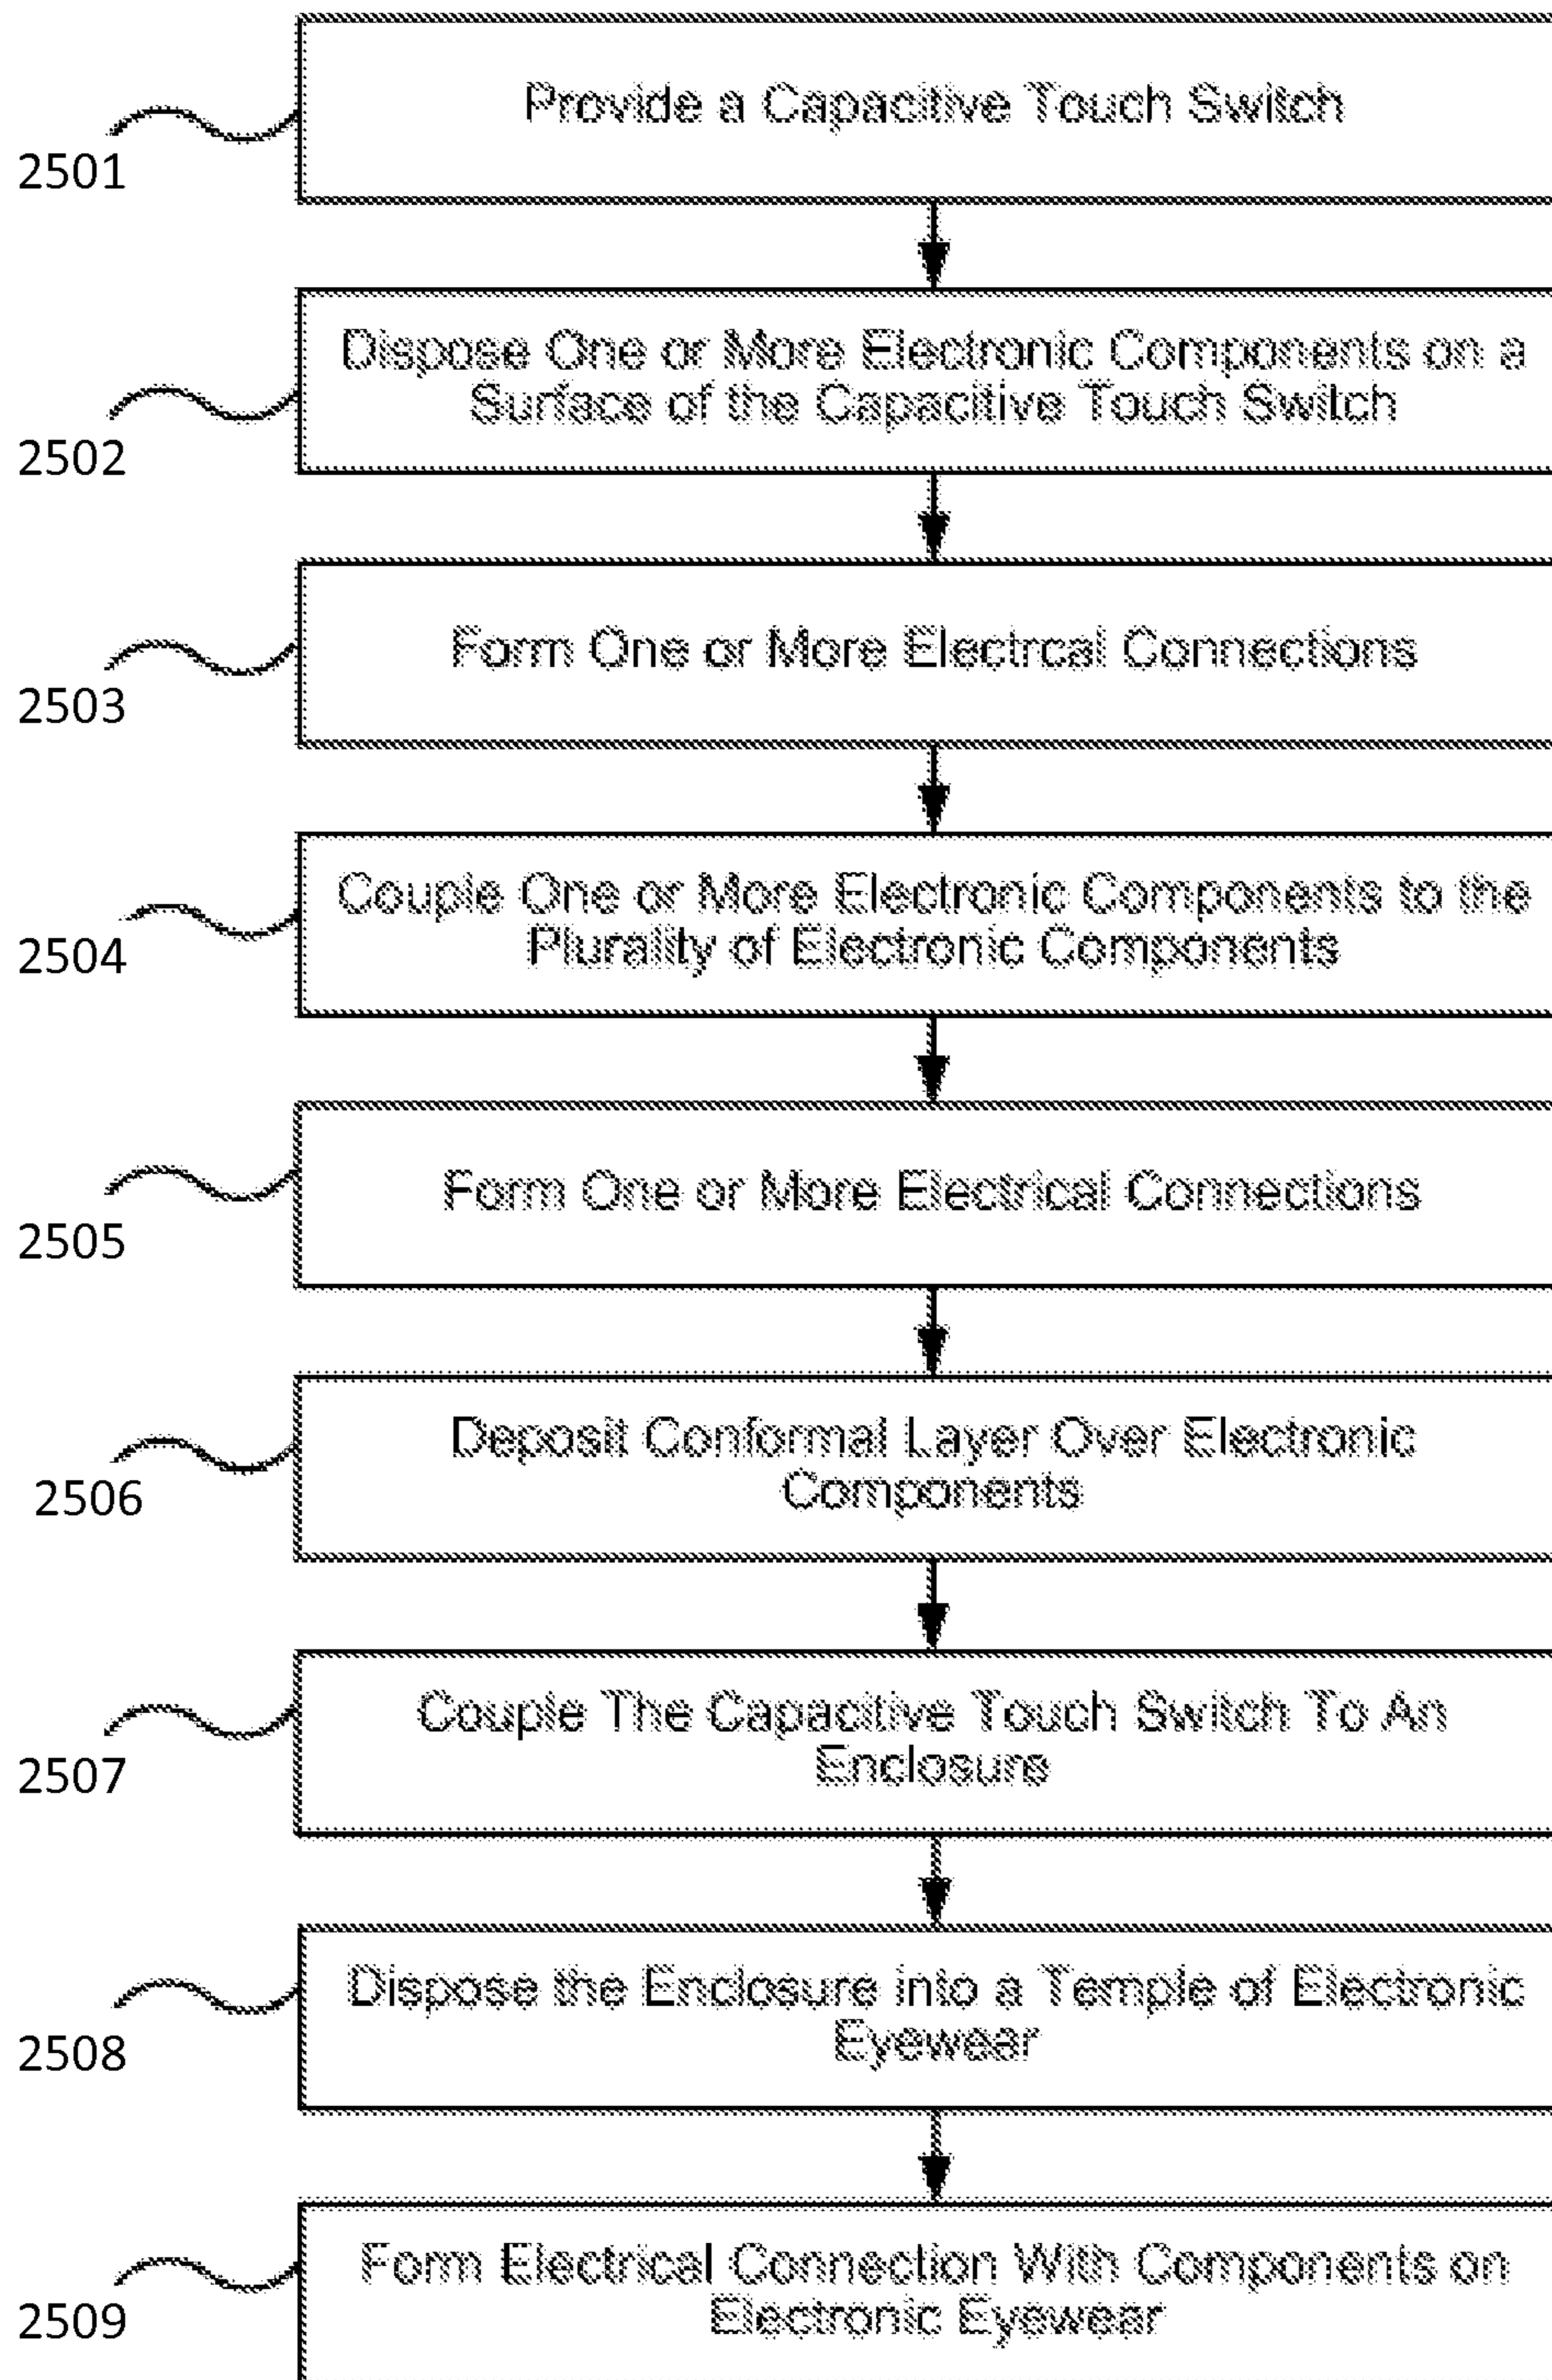 Provide a Capacitive Touch Switch
2501
Dispose One or More Electronic Components on a
Surface of the Capacitive Touch Switch
2502
Form One or More Electrcal Connections
2503
Couple One or More Electronic Components to the
Plurality of Electronic Components
2504
Form One or More Electrical Connections
2505
Deposit Conformal Layer Over Electronic
Components
2506
Couple The Capacitive Touch Switch To An
Enclosure
2507
Dispose the Enclosure into a Temple of Electronic
Eyewear
2508
Form Electrical Connection With Components on
Electronic Eyewear
2509